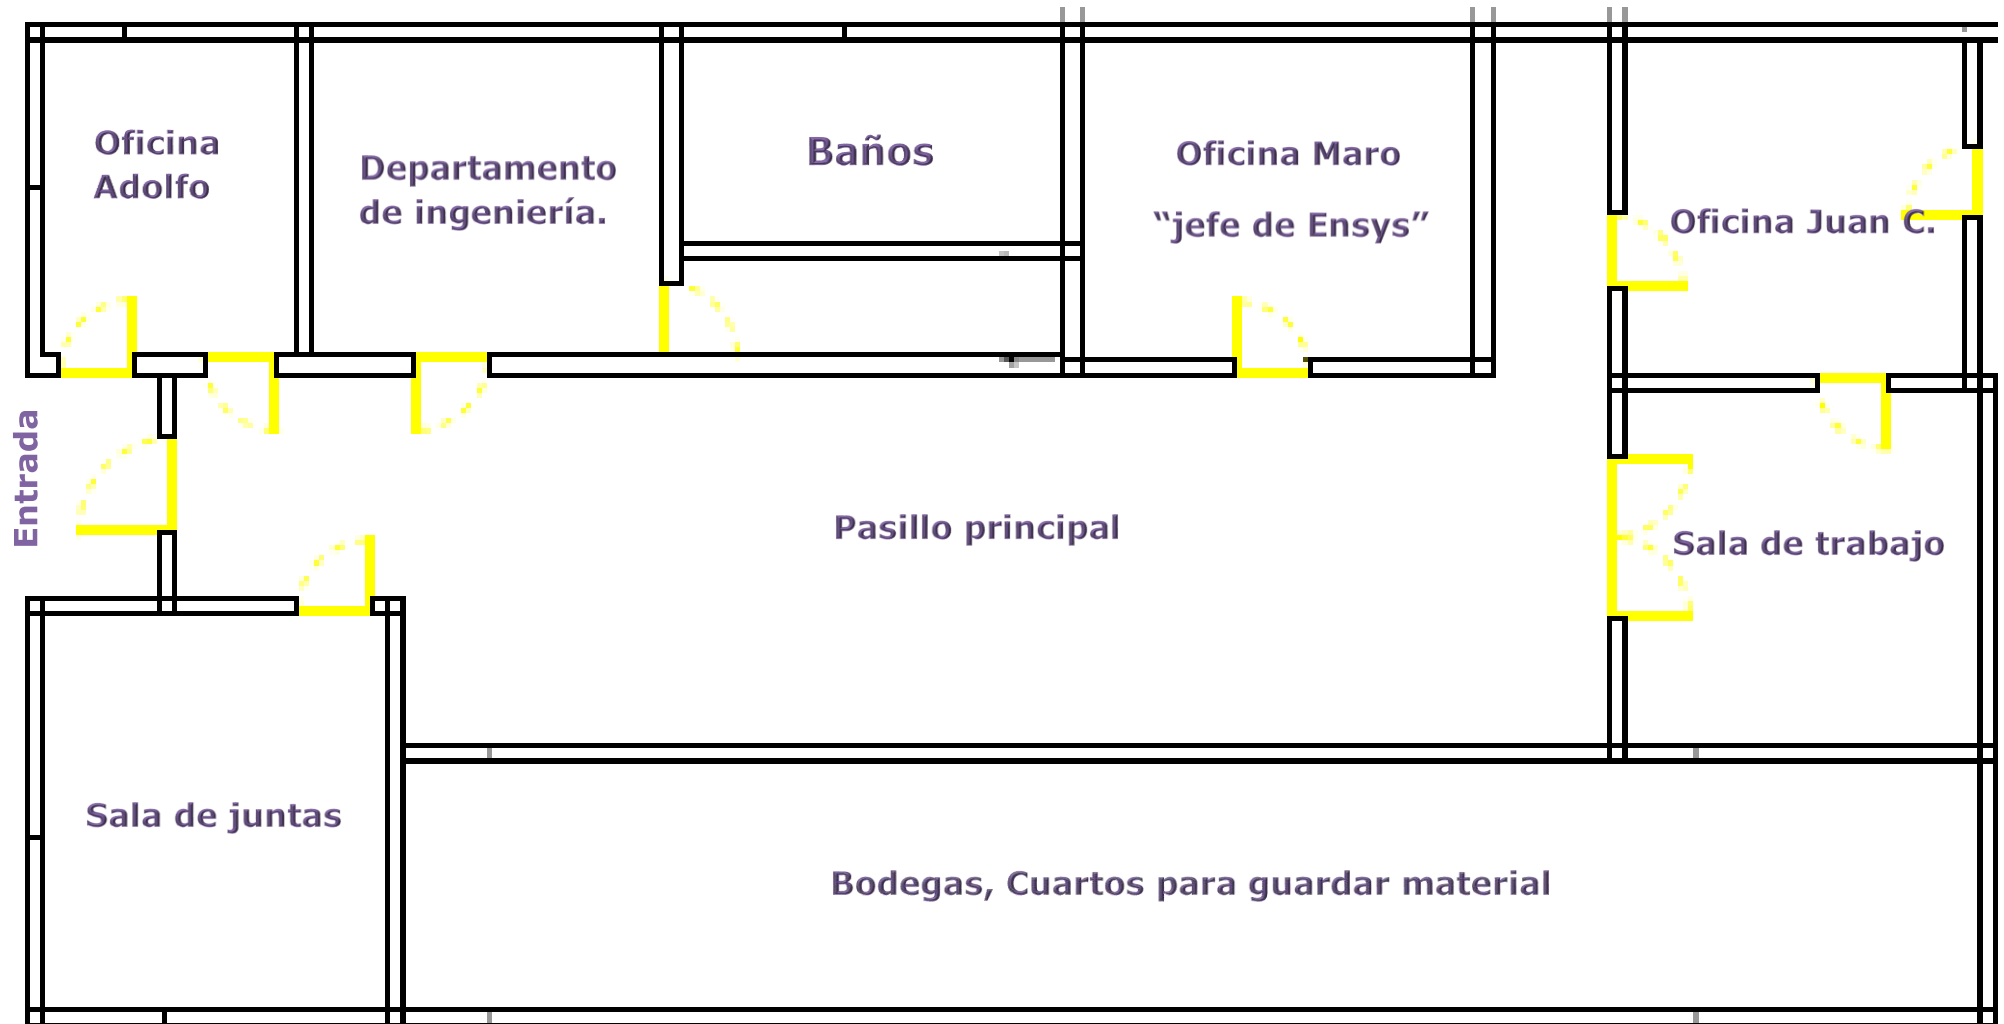 Oficina
Adolfo
Departamento
de ingeniería.
Baños
Oficina Maro
“jefe de Ensys”
Oficina Juan C.
Entrada
Pasillo principal
Sala de trabajo
Sala de juntas
Bodegas, Cuartos para guardar material